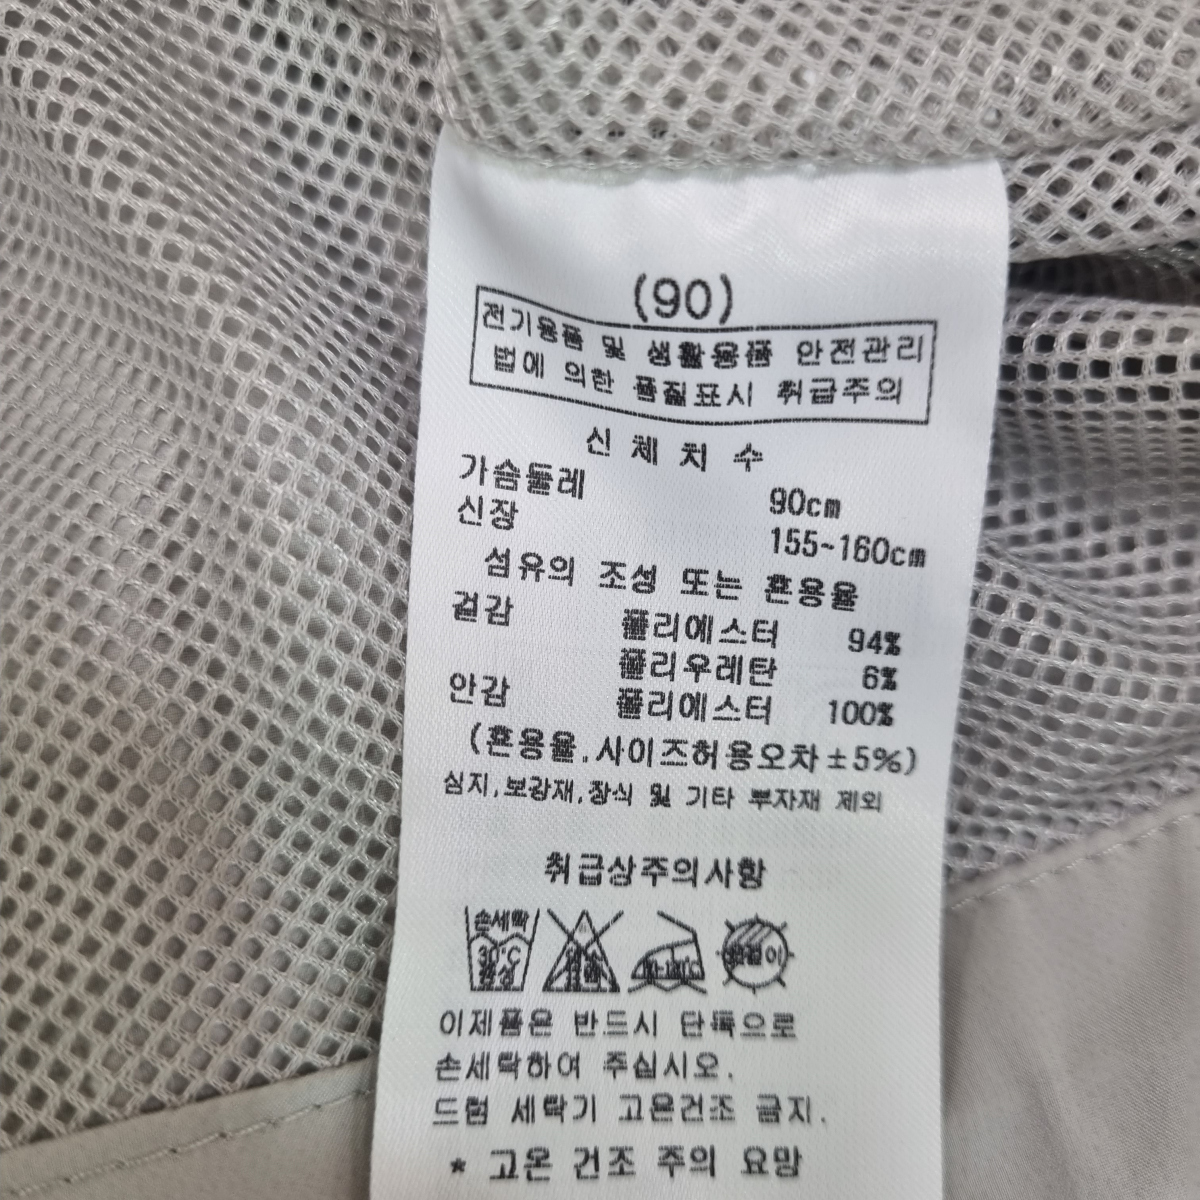 (90)
전기용품 및 생활용품 안전관리
법에 의한 품질표시 취급주의
신 체 치 수
가슴둘레 90cm
신장 155~160cm
섬유의 조성 또는 혼용율
겉감 폴리에스터 94%
폴리우레탄 6%
안감 폴리에스터 100%
(혼용율.사이즈허용오차±5%)
심지,보강재,장식 및 기타 부자재 제외
취급상주의사항
손세탁
30℃
중성
이제품은 반드시 단독으로
손세탁하여 주십시오.
드럼 세탁기 고온건조 금지.
* 고온 건조 주의 요망